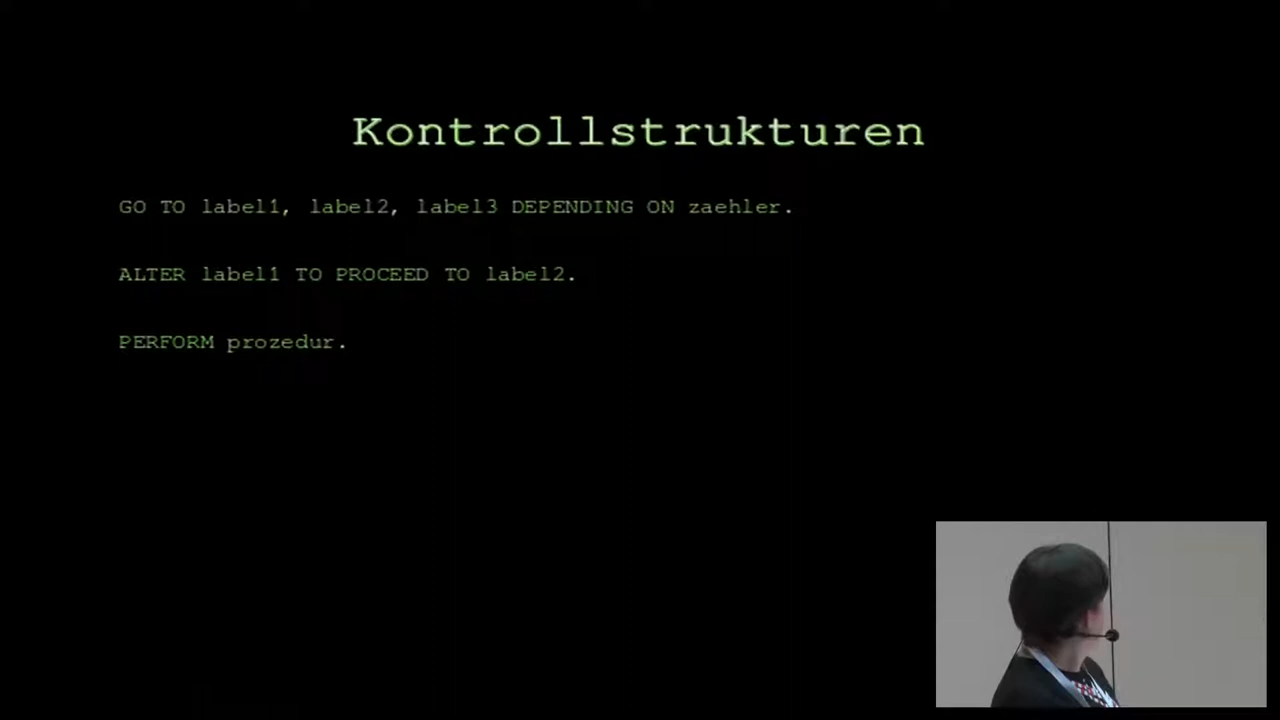 Kontrollstrukturen
GO TO label1, label2, label3 DEPENDING ON zaehler.
ALTER label1 TO PROCEED TO label2.
PERFORM prozedur.